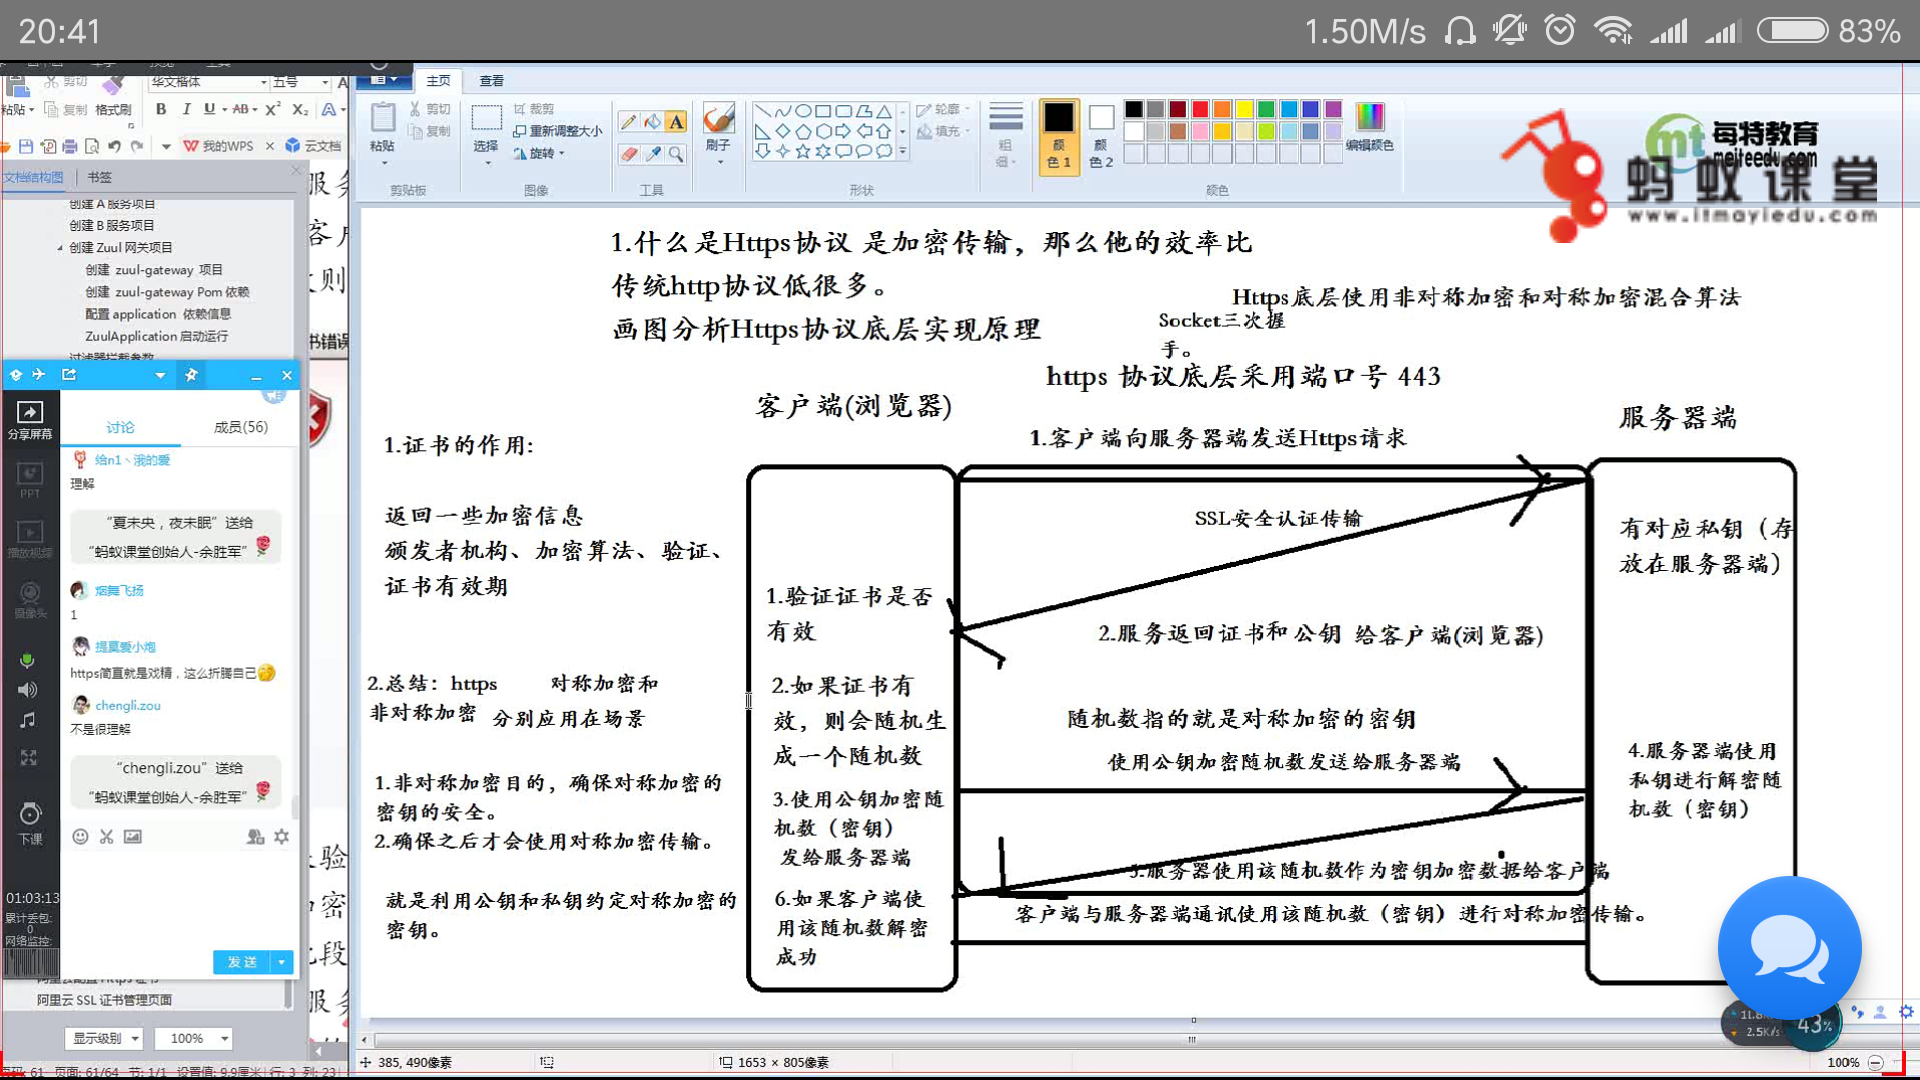 20:41
1.50M/s
83%
剪切
华文楷体
五号
粘贴
复制
格式刷
B I U AB X² X₂ A
我的WPS
云文档
文档结构图
书签
创建 A 服务项目
创建 B 服务项目
创建 Zuul 网关项目
创建 zuul-gateway 项目
创建 zuul-gateway Pom 依赖
配置 application 依赖信息
ZuulApplication 启动运行
过滤器拦截参数
主页
查看
粘贴
剪切
复制
剪贴板
选择
裁剪
重新调整大小
旋转
图像
A
工具
刷子
形状
轮廓
填充
粗细
颜色 1
颜色 2
编辑颜色
颜色
mt 每特教育
meiteedu.com
蚂蚁课堂
www.itmayiedu.com
分享屏幕
PPT
播放视频
摄像头
下课
01:03:13
累计丢包:
0
网络监控:
讨论
成员(56)
给n1丶涐的爱
理解
“夏未央，夜未眠”送给
“蚂蚁课堂创始人-余胜军”
烟舞飞扬
1
提莫爱小炮
https简直就是戏精，这么折腾自己
chengli.zou
不是很理解
“chengli.zou”送给
“蚂蚁课堂创始人-余胜军”
发送
阿里云 SSL 证书管理页面
显示级别
100%
1.什么是Https协议 是加密传输，那么他的效率比
传统http协议低很多。
画图分析Https协议底层实现原理
Https底层使用非对称加密和对称加密混合算法
Socket三次握
手。
https 协议底层采用端口号 443
客户端(浏览器)
服务器端
1.客户端向服务器端发送Https请求
1.证书的作用:
返回一些加密信息
颁发者机构、加密算法、验证、
证书有效期
SSL安全认证传输
有对应私钥（存
放在服务器端）
1.验证证书是否
有效
2.服务返回证书和公钥 给客户端(浏览器)
2.总结：https 对称加密和
非对称加密 分别应用在场景
2.如果证书有
效，则会随机生
成一个随机数
随机数指的就是对称加密的密钥
使用公钥加密随机数发送给服务器端
4.服务器端使用
私钥进行解密随
机数（密钥）
1.非对称加密目的，确保对称加密的
密钥的安全。
2.确保之后才会使用对称加密传输。
3.使用公钥加密随
机数（密钥）
发给服务器端
5.服务器使用该随机数作为密钥加密数据给客户端
就是利用公钥和私钥约定对称加密的
密钥。
6.如果客户端使
用该随机数解密
成功
客户端与服务器端通讯使用该随机数（密钥）进行对称加密传输。
43%
2.5K/s
385, 490像素
1653 × 805像素
100%
页面: 61/64 节: 1/1 设置值: 9.9厘米 行: 3 列: 23